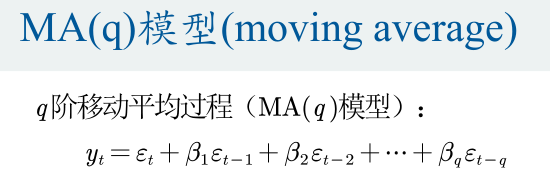 MA(q)模型(moving average)
q阶移动平均过程（MA(q)模型）：
yₜ = εₜ + β₁εₜ₋₁ + β₂εₜ₋₂ + ⋯ + β_qεₜ₋q